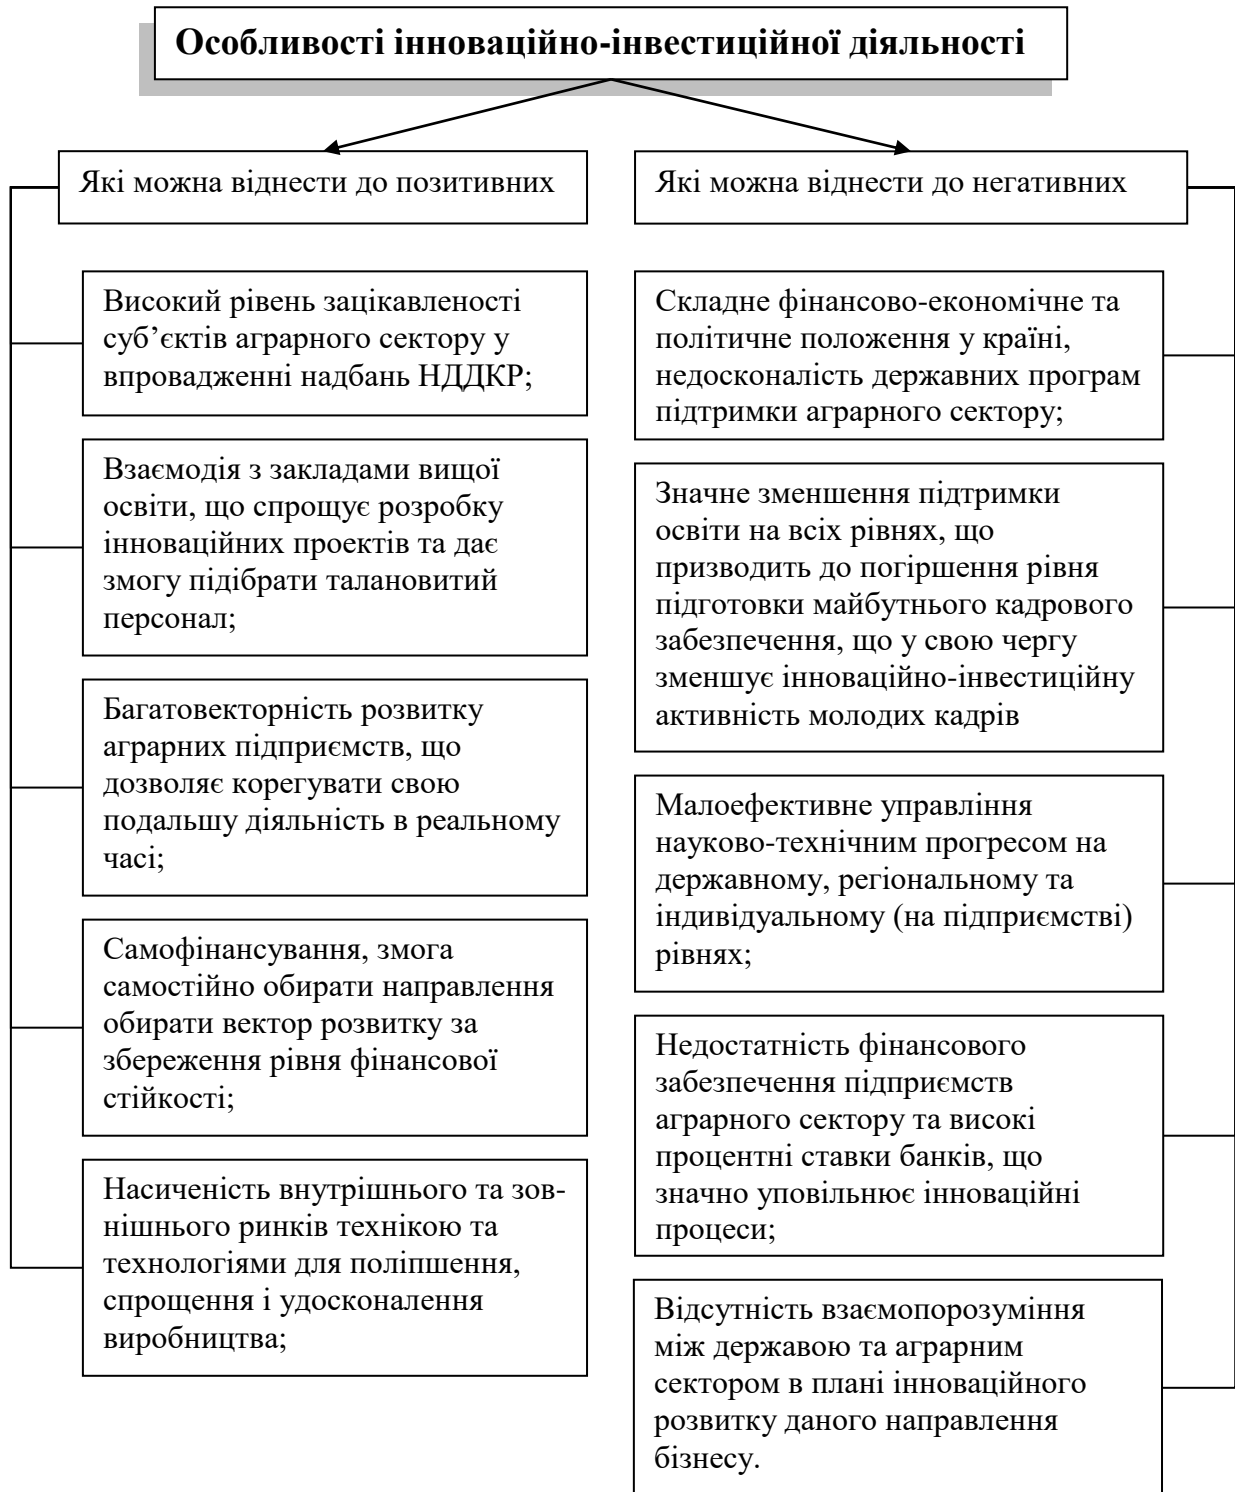 Особливості інноваційно-інвестиційної діяльності
Які можна віднести до позитивних
Високий рівень зацікавленості
суб’єктів аграрного сектору у
впровадженні надбань НДДКР;
Взаємодія з закладами вищої
освіти, що спрощує розробку
інноваційних проектів та дає
змогу підібрати талановитий
персонал;
Багатовекторність розвитку
аграрних підприємств, що
дозволяє корегувати свою
подальшу діяльність в реальному
часі;
Самофінансування, змога
самостійно обирати направлення
обирати вектор розвитку за
збереження рівня фінансової
стійкості;
Насиченість внутрішнього та зов-
нішнього ринків технікою та
технологіями для поліпшення,
спрощення і удосконалення
виробництва;
Які можна віднести до негативних
Складне фінансово-економічне та
політичне положення у країні,
недосконалість державних програм
підтримки аграрного сектору;
Значне зменшення підтримки
освіти на всіх рівнях, що
призводить до погіршення рівня
підготовки майбутнього кадрового
забезпечення, що у свою чергу
зменшує інноваційно-інвестиційну
активність молодих кадрів
Малоефективне управління
науково-технічним прогресом на
державному, регіональному та
індивідуальному (на підприємстві)
рівнях;
Недостатність фінансового
забезпечення підприємств
аграрного сектору та високі
процентні ставки банків, що
значно уповільнює інноваційні
процеси;
Відсутність взаємопорозуміння
між державою та аграрним
сектором в плані інноваційного
розвитку даного направлення
бізнесу.